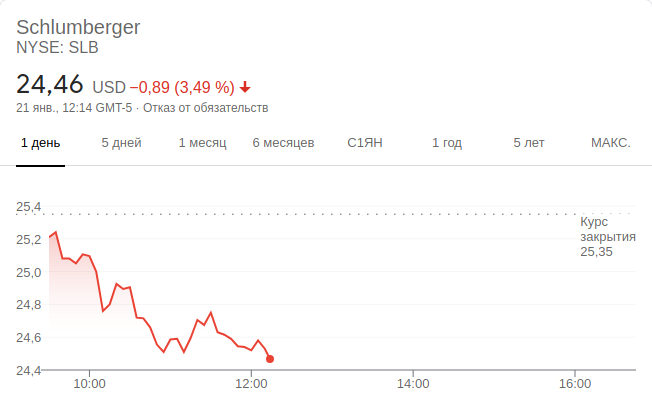 Schlumberger
NYSE: SLB
24,46 USD −0,89 (3,49 %)
21 янв., 12:14 GMT-5 · Отказ от обязательств
1 день 5 дней 1 месяц 6 месяцев С1ЯН 1 год 5 лет МАКС.
25,4
Курс
закрытия
25,35
25,2
25,0
24,8
24,6
24,4
10:00 12:00 14:00 16:00